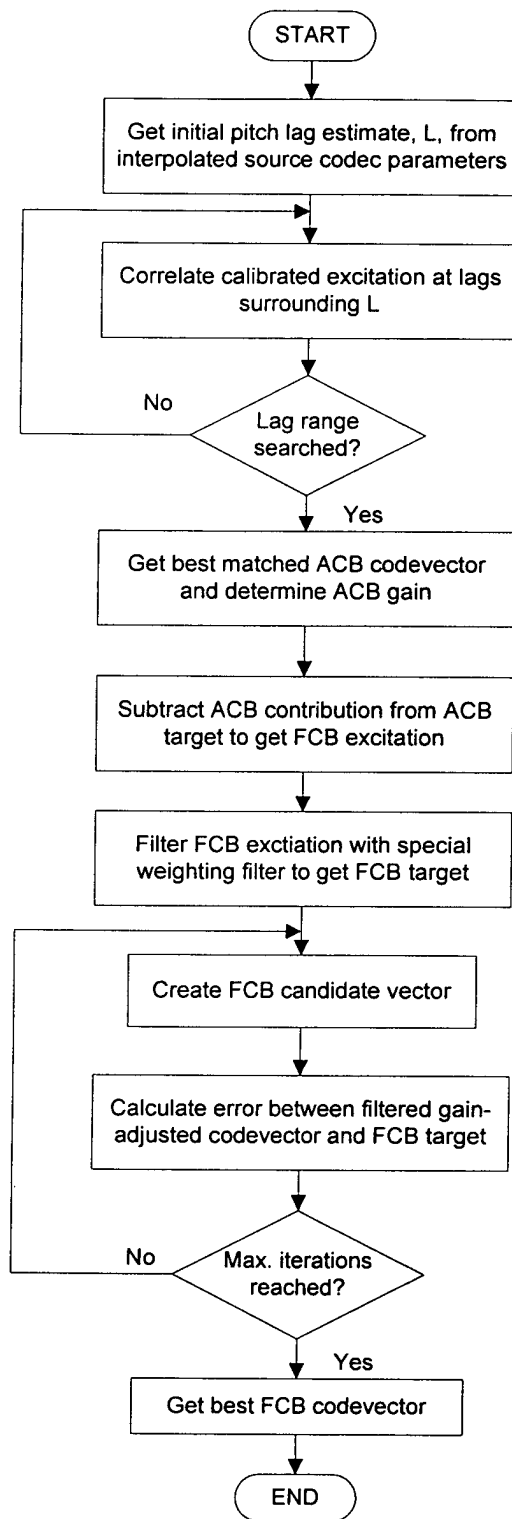 START
Get initial pitch lag estimate, L, from
interpolated source codec parameters
Correlate calibrated excitation at lags
surrounding L
No
Lag range
searched?
Yes
Get best matched ACB codevector
and determine ACB gain
Subtract ACB contribution from ACB
target to get FCB excitation
Filter FCB exctiation with special
weighting filter to get FCB target
Create FCB candidate vector
Calculate error between filtered gain-
adjusted codevector and FCB target
No
Max. iterations
reached?
Yes
Get best FCB codevector
END